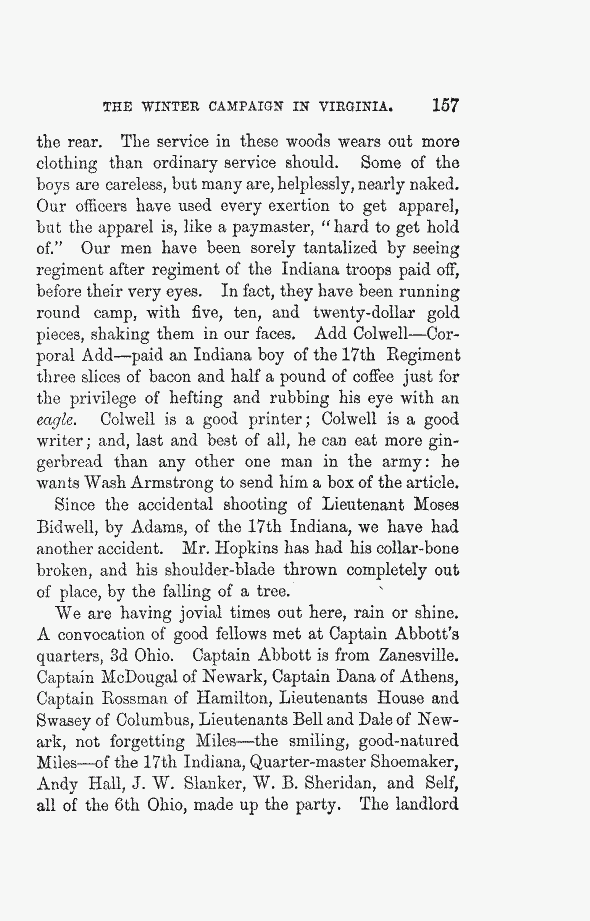 THE WINTER CAMPAIGN IN VIRGINIA. 157
the rear. The service in these woods wears out more
clothing than ordinary service should. Some of the
boys are careless, but many are, helplessly, nearly naked.
Our officers have used every exertion to get apparel,
but the apparel is, like a paymaster, "hard to get hold
of." Our men have been sorely tantalized by seeing
regiment after regiment of the Indiana troops paid off,
before their very eyes. In fact, they have been running
round camp, with five, ten, and twenty-dollar gold
pieces, shaking them in our faces. Add Colwell—Cor-
poral Add—paid an Indiana boy of the 17th Regiment
three slices of bacon and half a pound of coffee just for
the privilege of hefting and rubbing his eye with an
eagle. Colwell is a good printer; Colwell is a good
writer; and, last and best of all, he can eat more gin-
gerbread than any other one man in the army: he
wants Wash Armstrong to send him a box of the article.
Since the accidental shooting of Lieutenant Moses
Bidwell, by Adams, of the 17th Indiana, we have had
another accident. Mr. Hopkins has had his collar-bone
broken, and his shoulder-blade thrown completely out
of place, by the falling of a tree.
We are having jovial times out here, rain or shine.
A convocation of good fellows met at Captain Abbott's
quarters, 3d Ohio. Captain Abbott is from Zanesville.
Captain McDougal of Newark, Captain Dana of Athens,
Captain Rossman of Hamilton, Lieutenants House and
Swasey of Columbus, Lieutenants Bell and Dale of New-
ark, not forgetting Miles—the smiling, good-natured
Miles—of the 17th Indiana, Quarter-master Shoemaker,
Andy Hall, J. W. Slanker, W. B. Sheridan, and Self,
all of the 6th Ohio, made up the party. The landlord